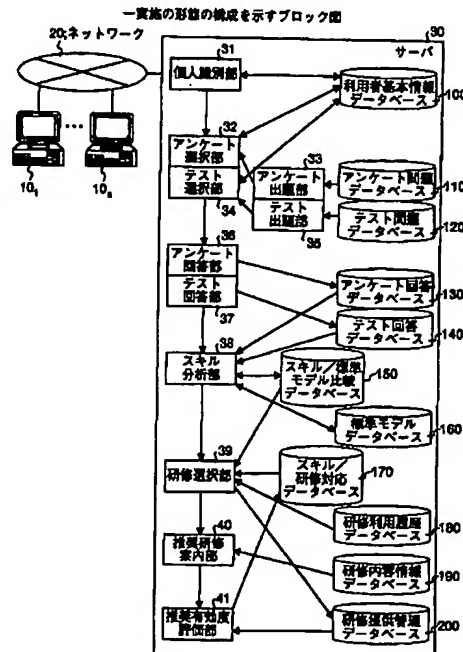 一実施の形態の構成を示すブロック図
20;ネットワーク
30
サーバ
31
個人識別部
利用者基本情報
データベース
100
32
アンケート
選択部
テスト
選択部
34
33
アンケート
出題部
テスト
出題部
35
アンケート問題
データベース
110
テスト問題
データベース
120
10₁
10ₙ
36
アンケート
回答部
テスト
回答部
37
アンケート回答
データベース
130
テスト回答
データベース
140
38
スキル
分析部
スキル／標準
モデル比較
データベース
150
標準モデル
データベース
160
39
研修選択部
スキル／
研修対応
データベース
170
研修利用履歴
データベース
180
40
推奨研修
案内部
研修内容情報
データベース
190
41
推奨有効度
評価部
研修提供管理
データベース
200